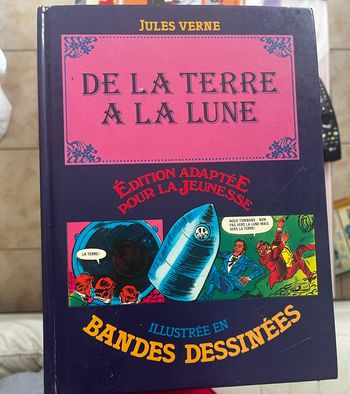 JULES VERNE
DE LA TERRE
A LA LUNE
ÉDITION ADAPTÉE
POUR LA JEUNESSE
LA TERRE!
NOUS TOMBONS... NON
PAS VERS LA LUNE MAIS
VERS LA TERRE!
ILLUSTRÉE EN
BANDES DESSINÉES